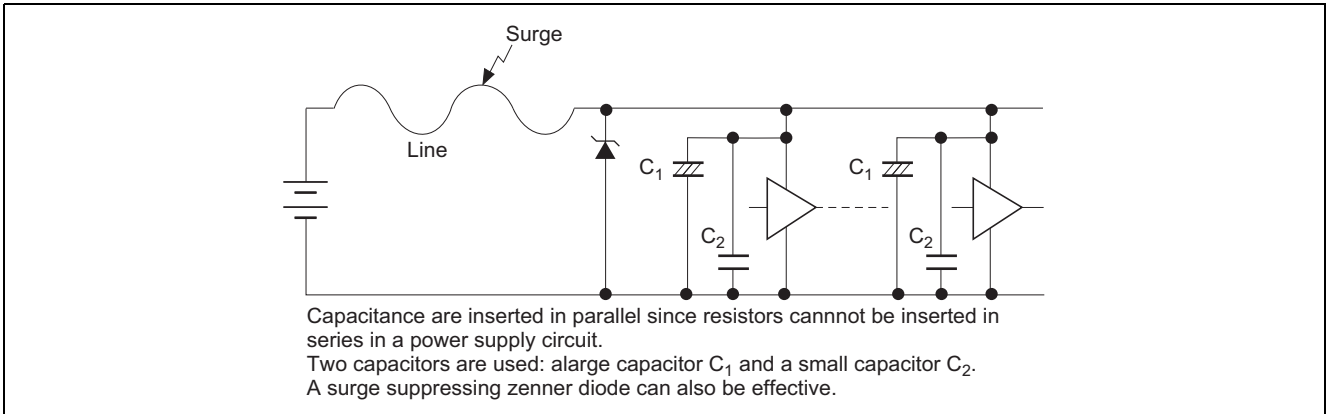 Surge
Line
C₁
C₂
C₁
C₂
Capacitance are inserted in parallel since resistors cannnot be inserted in
series in a power supply circuit.
Two capacitors are used: alarge capacitor C₁ and a small capacitor C₂.
A surge suppressing zenner diode can also be effective.